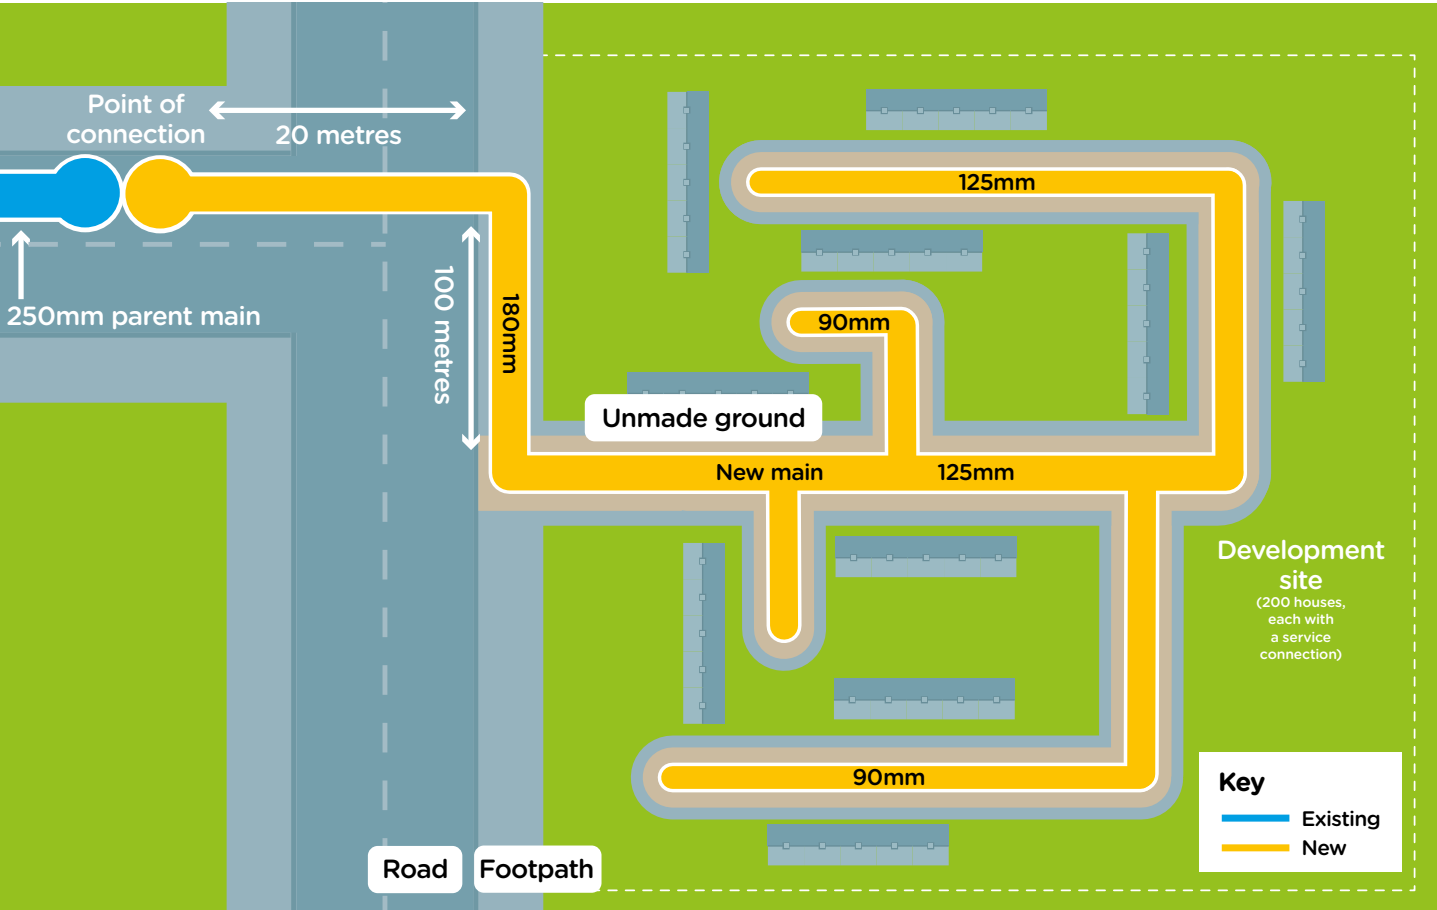 Point of
connection
20 metres
125mm
250mm parent main
100 metres
180mm
90mm
Unmade ground
New main
125mm
Development
site
(200 houses,
each with
a service
connection)
90mm
Key
Existing
New
Road
Footpath